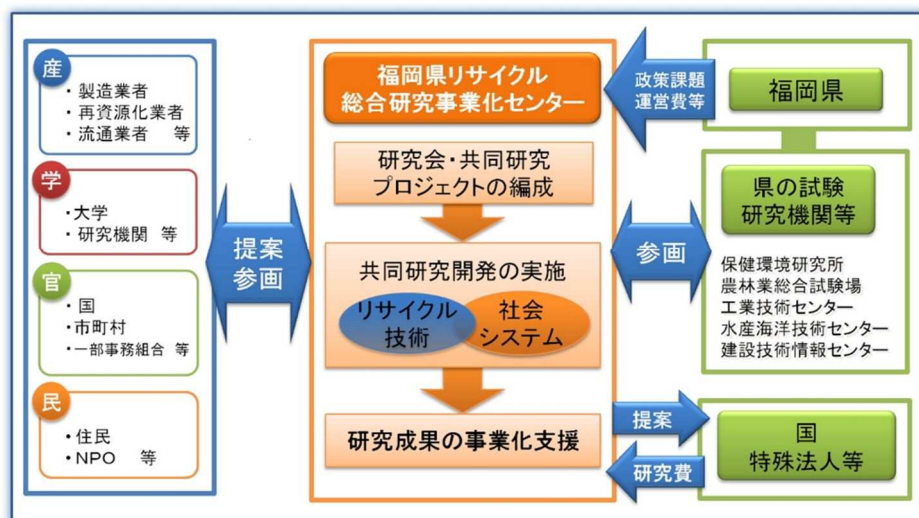 産
・製造業者
・再資源化業者
・流通業者 等
学
・大学
・研究機関 等
官
・国
・市町村
・一部事務組合 等
民
・住民
・NPO 等
提案
参画
福岡県リサイクル
総合研究事業化センター
研究会・共同研究
プロジェクトの編成
共同研究開発の実施
リサイクル
技術
社会
システム
研究成果の事業化支援
政策課題
運営費等
福岡県
参画
県の試験
研究機関等
保健環境研究所
農林業総合試験場
工業技術センター
水産海洋技術センター
建設技術情報センター
提案
研究費
国
特殊法人等